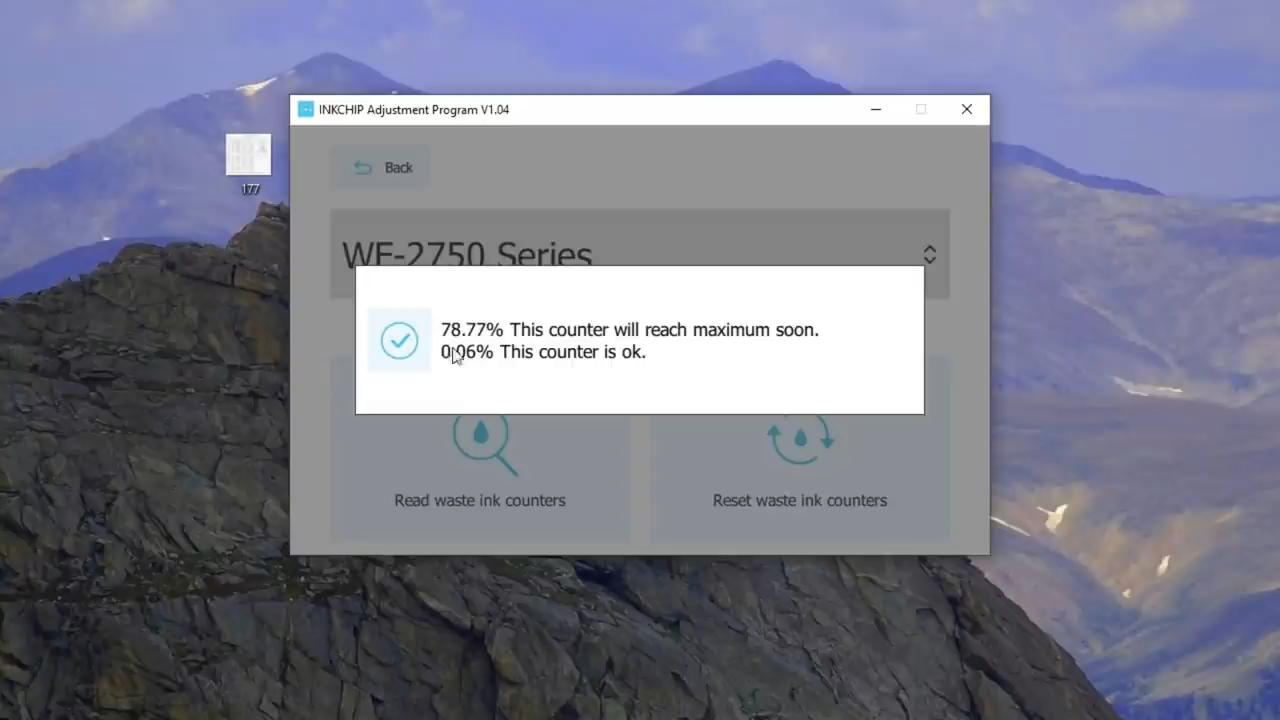 INKCHIP Adjustment Program V1.04
177
Back
WF-2750 Series
78.77% This counter will reach maximum soon.
0.06% This counter is ok.
Read waste ink counters
Reset waste ink counters